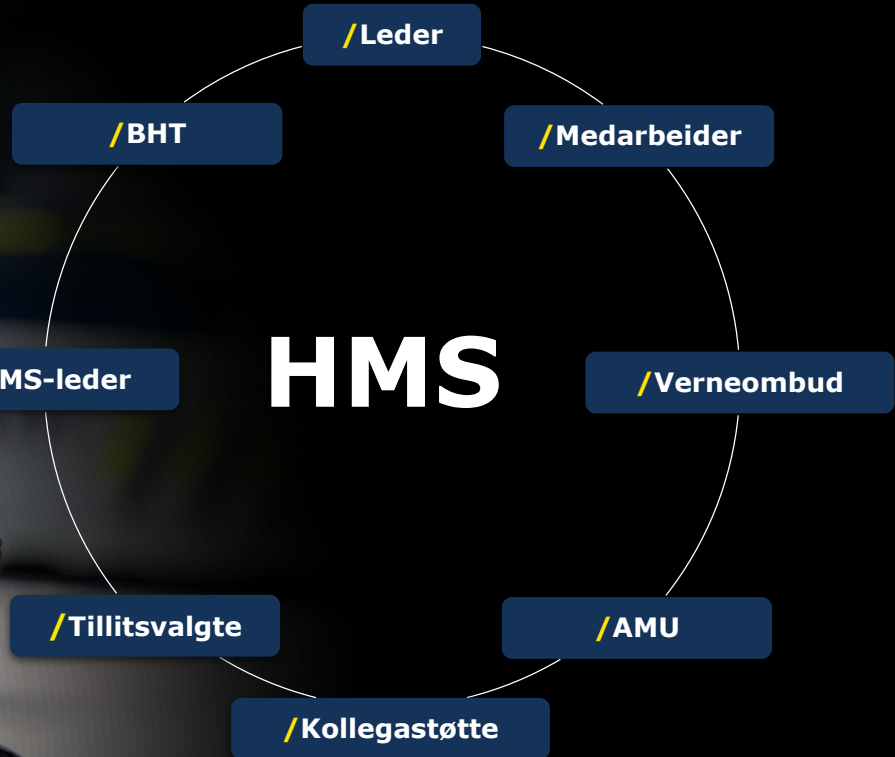 /Leder
/BHT
/Medarbeider
HMS
MS-leder
/Verneombud
/Tillitsvalgte
/AMU
/Kollegastøtte